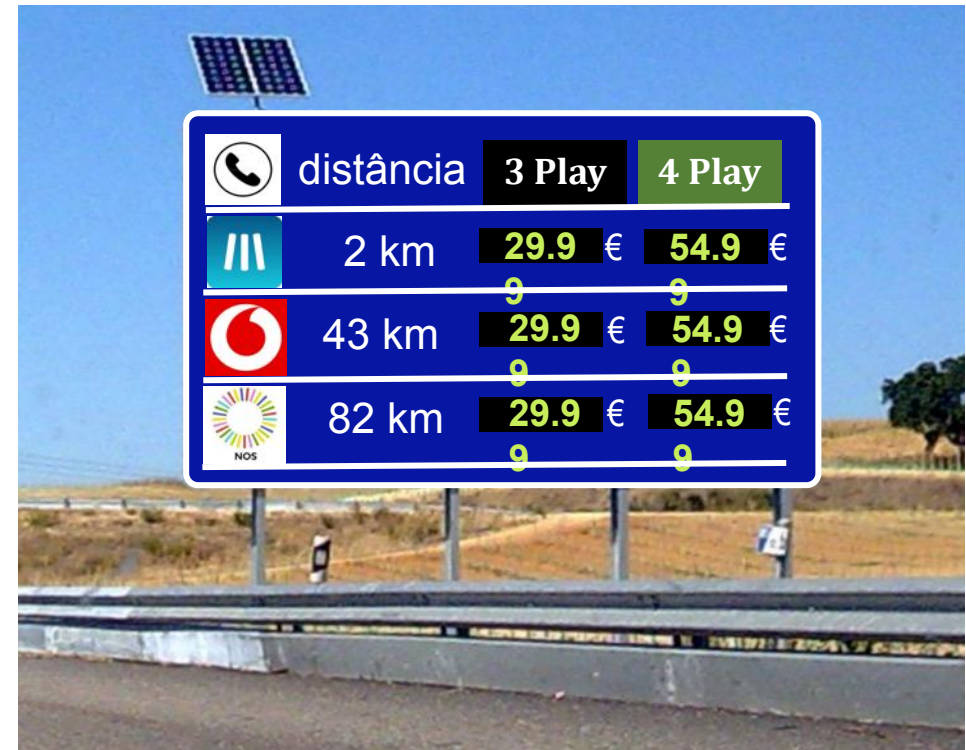 distância 3 Play 4 Play
2 km 29.9 € 54.9 €
9 9
43 km 29.9 € 54.9 €
9 9
NOS 82 km 29.9 € 54.9 €
9 9